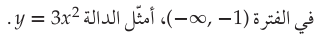 في الفترة (−∞, −1)، أمثّل الدالة y = 3x².